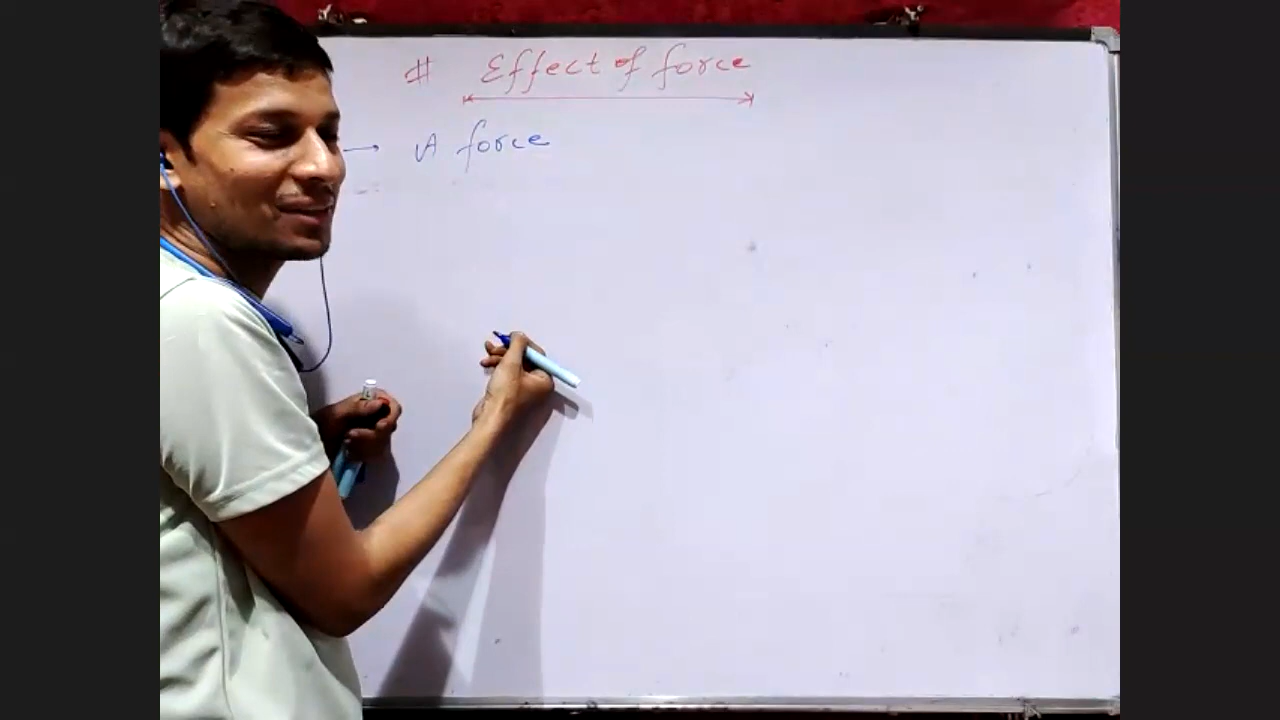 # Effect of force
→ A force